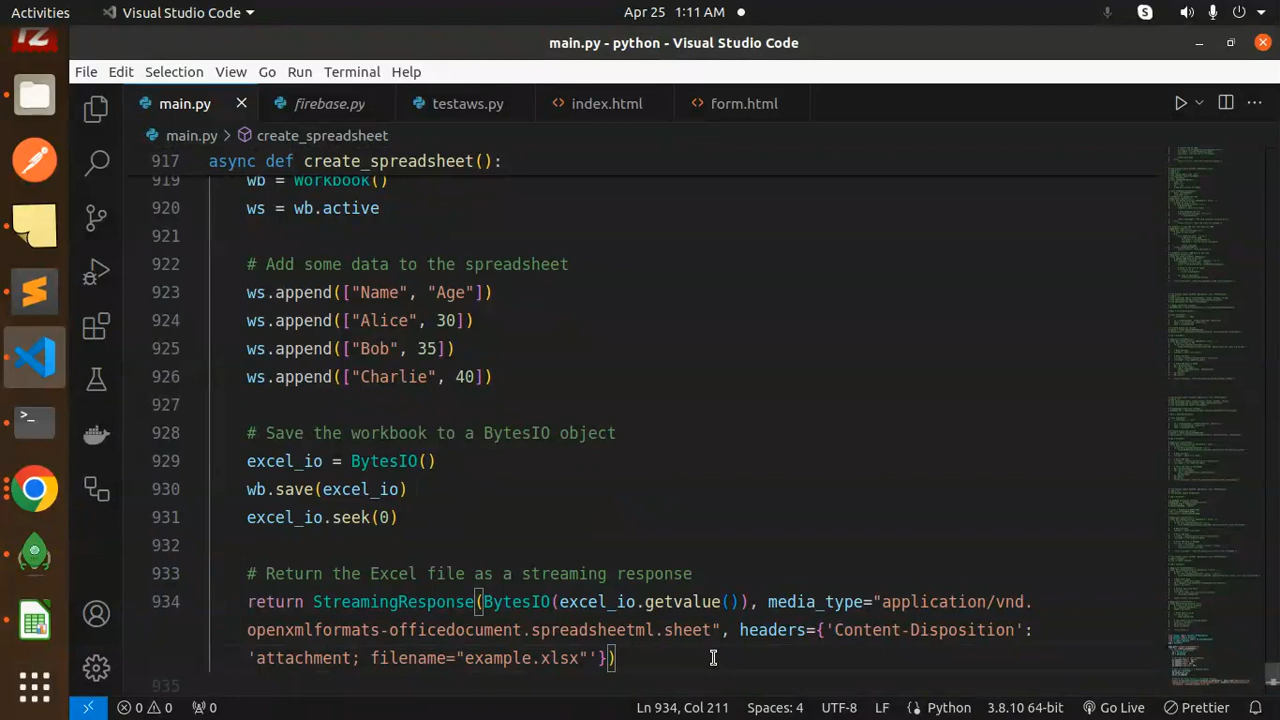 Activities
Visual Studio Code
Apr 25 1:11 AM
main.py - python - Visual Studio Code
File Edit Selection View Go Run Terminal Help
main.py
firebase.py
testaws.py
index.html
form.html
main.py > create_spreadsheet
917 async def create_spreadsheet():
919 wb = Workbook()
920 ws = wb.active
921
922 # Add some data to the spreadsheet
923 ws.append(["Name", "Age"])
924 ws.append(["Alice", 30])
925 ws.append(["Bob", 35])
926 ws.append(["Charlie", 40])
927
928 # Save the workbook to BytesIO object
929 excel_io = BytesIO()
930 wb.save(excel_io)
931 excel_io.seek(0)
932
933 # Return the Excel file as a streaming response
934 return StreamingResponse(BytesIO(excel_io.getvalue()), media_type="application/vnd.
openxmlformats-officedocument.spreadsheetml.sheet", headers={'Content-Disposition':
'attachment; filename="example.xlsx"'})
935
0 0 0
Ln 934, Col 211
Spaces: 4
UTF-8
LF
Python
3.8.10 64-bit
Go Live
Prettier